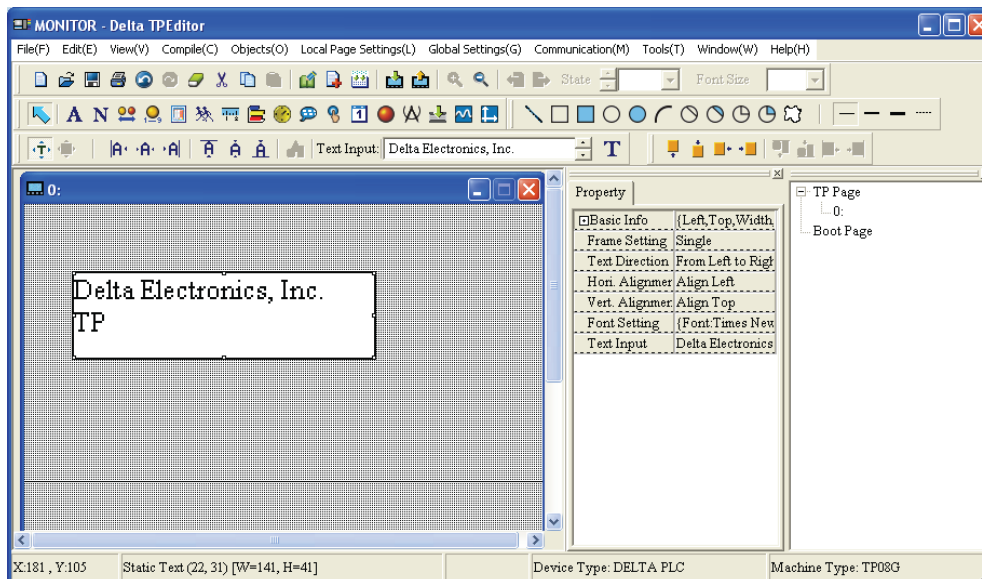 MONITOR - Delta TPEditor
File(F) Edit(E) View(V) Compile(C) Objects(O) Local Page Settings(L) Global Settings(G) Communication(M) Tools(T) Window(W) Help(H)
State Font Size
A N
Text Input: Delta Electronics, Inc. T
0:
Delta Electronics, Inc.
TP
Property
Basic Info {Left,Top,Width,
Frame Setting Single
Text Direction From Left to Righ
Hori. Alignmer Align Left
Vert. Alignmer Align Top
Font Setting {Font:Times New
Text Input Delta Electronics
TP Page
0:
Boot Page
X:181 , Y:105 Static Text (22, 31) [W=141, H=41] Device Type: DELTA PLC Machine Type: TP08G